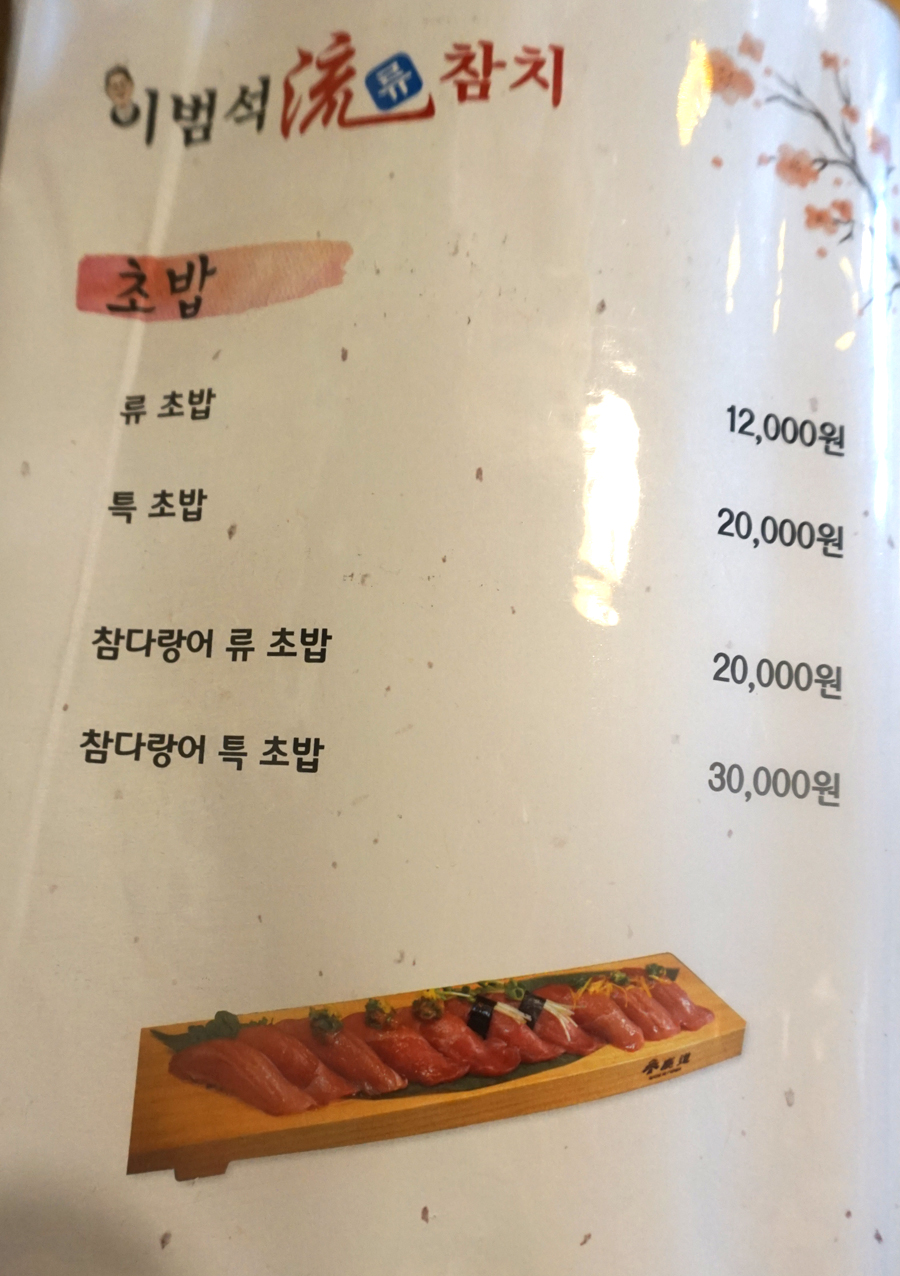 이범석 流 류 참치
초밥
류 초밥 12,000원
특 초밥 20,000원
참다랑어 류 초밥 20,000원
참다랑어 특 초밥 30,000원